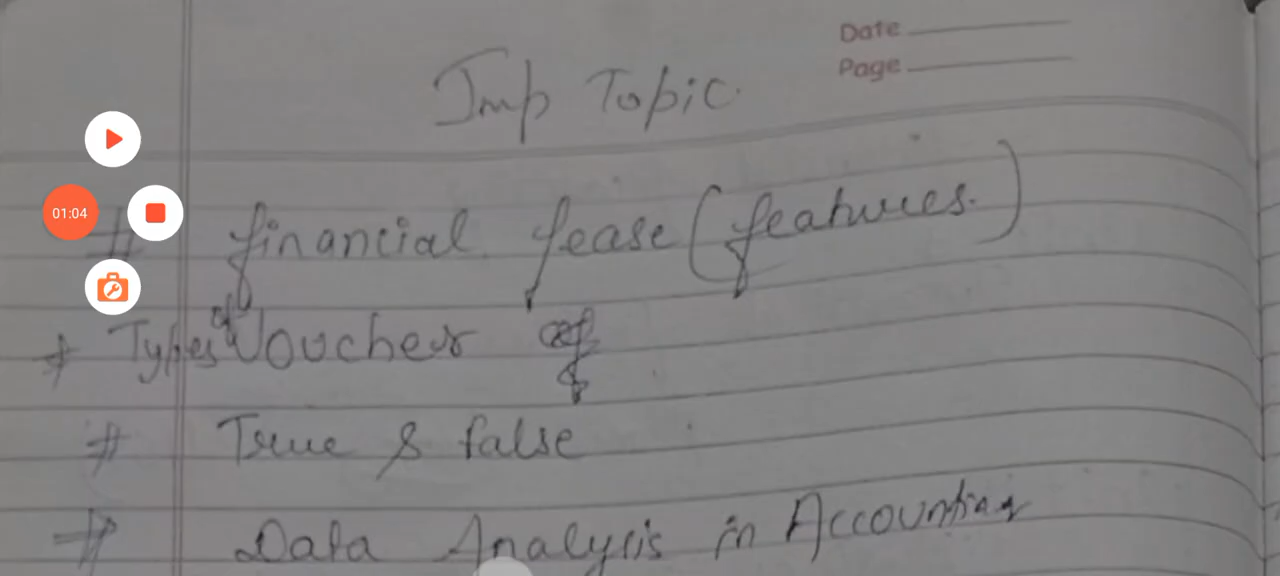 Date
Page
Imp Topic.
01:04
# financial lease (features.)
* Types of Voucher
# True & false
# Data Analysis in Accounting